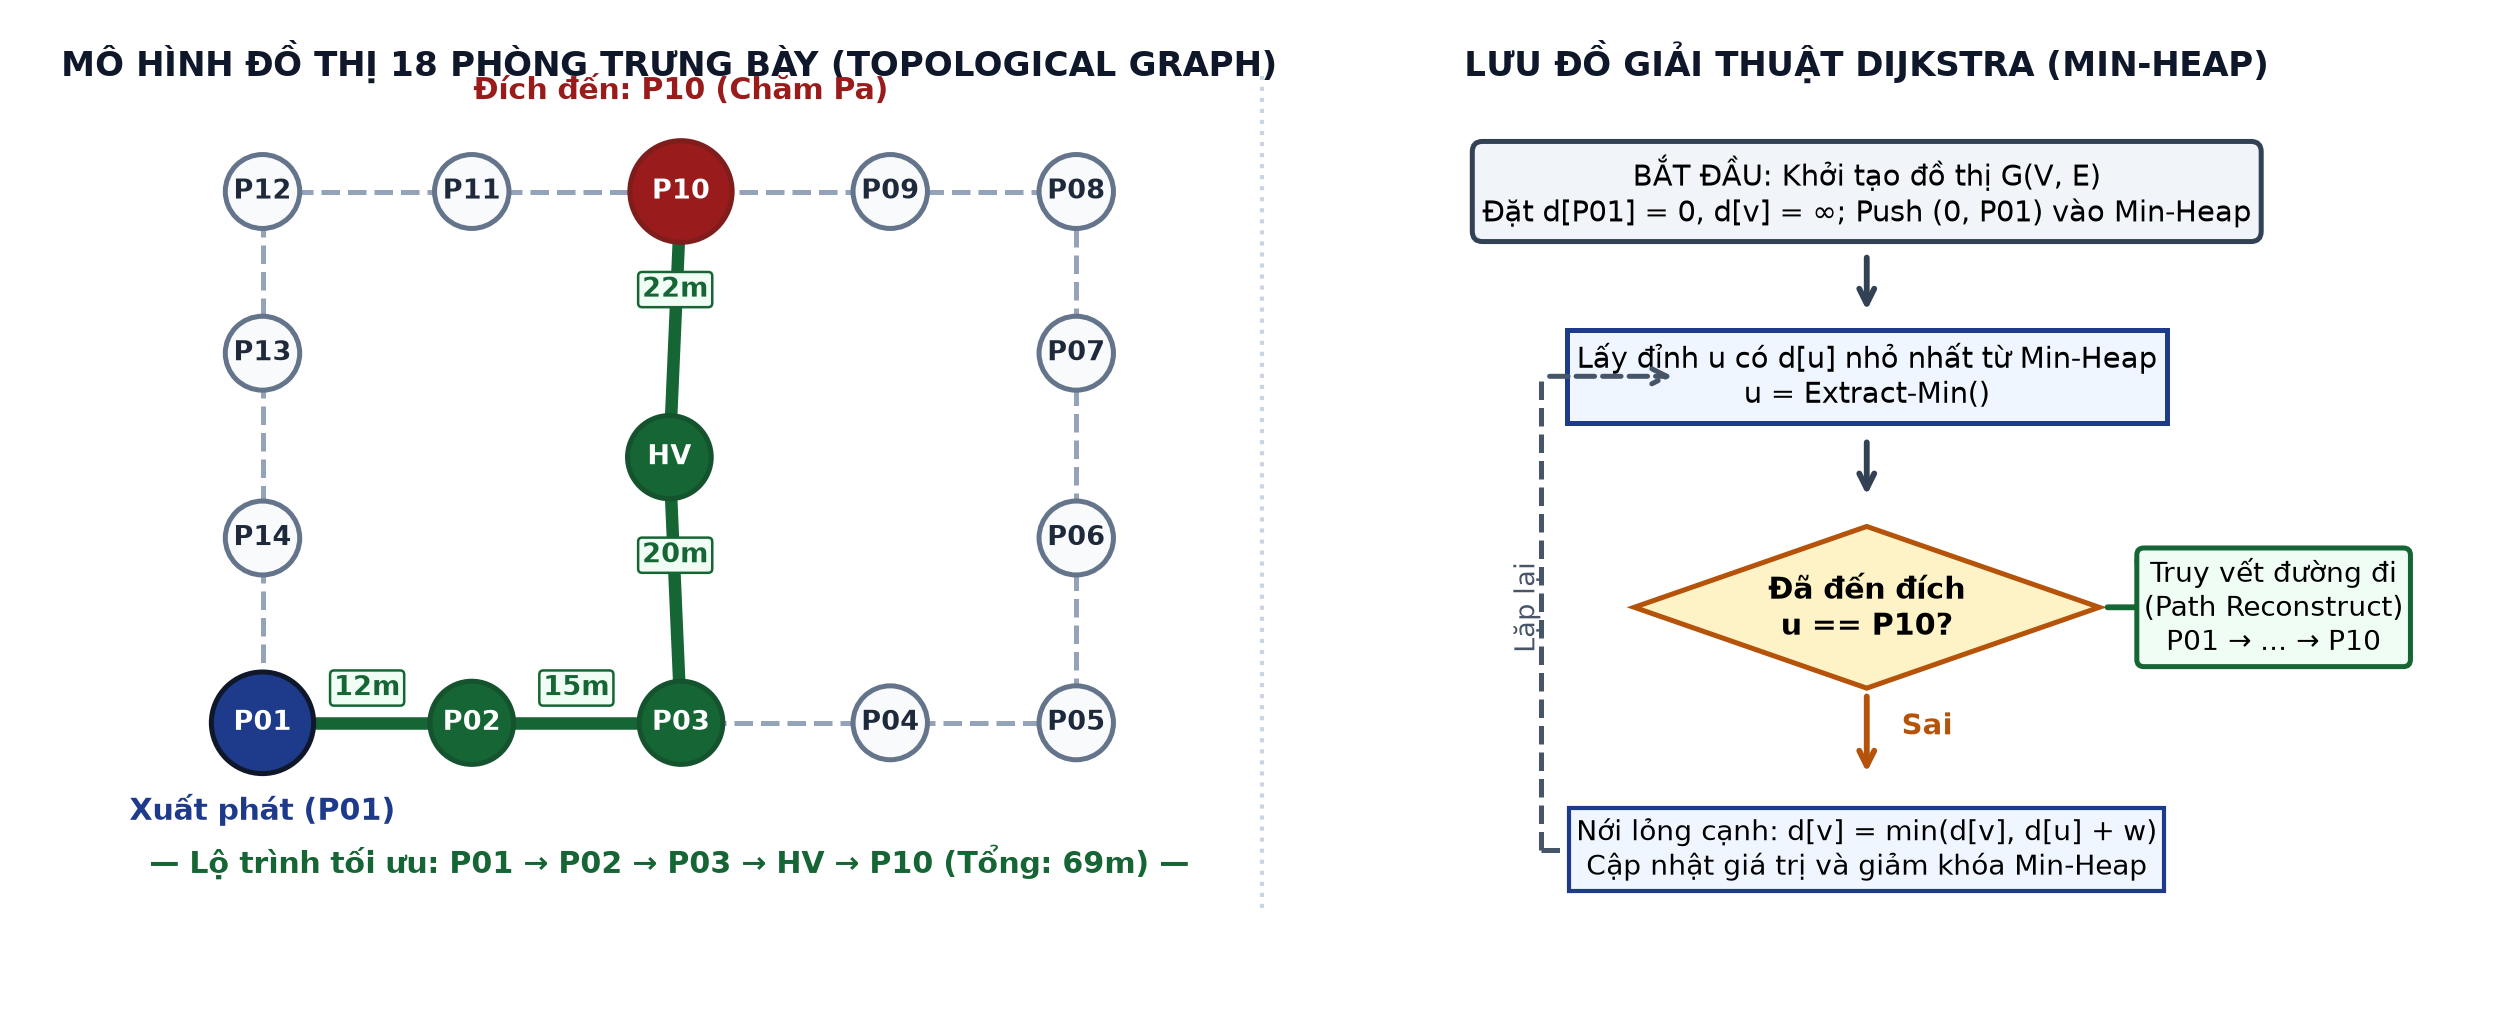 MÔ HÌNH ĐỒ THỊ 18 PHÒNG TRƯNG BÀY (TOPOLOGICAL GRAPH)
Đích đến: P10 (Chăm Pa)
P12
P11
P10
P09
P08
22m
P13
P07
HV
P14
20m
P06
12m
15m
P01
P02
P03
P04
P05
Xuất phát (P01)
— Lộ trình tối ưu: P01 → P02 → P03 → HV → P10 (Tổng: 69m) —
LƯU ĐỒ GIẢI THUẬT DIJKSTRA (MIN-HEAP)
BẮT ĐẦU: Khởi tạo đồ thị G(V, E)
Đặt d[P01] = 0, d[v] = ∞; Push (0, P01) vào Min-Heap
Lấy đỉnh u có d[u] nhỏ nhất từ Min-Heap
u = Extract-Min()
Đã đến đích
u == P10?
Truy vết đường đi
(Path Reconstruct)
P01 → ... → P10
Lặp lại
Sai
Nới lỏng cạnh: d[v] = min(d[v], d[u] + w)
Cập nhật giá trị và giảm khóa Min-Heap